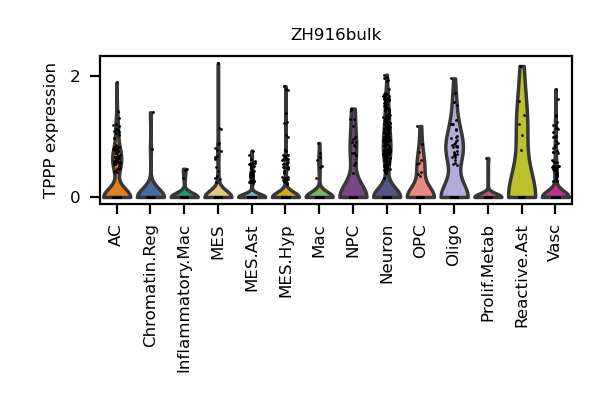 ZH916bulk
TPPP expression
2
0
AC
Chromatin.Reg
Inflammatory.Mac
MES
MES.Ast
MES.Hyp
Mac
NPC
Neuron
OPC
Oligo
Prolif.Metab
Reactive.Ast
Vasc